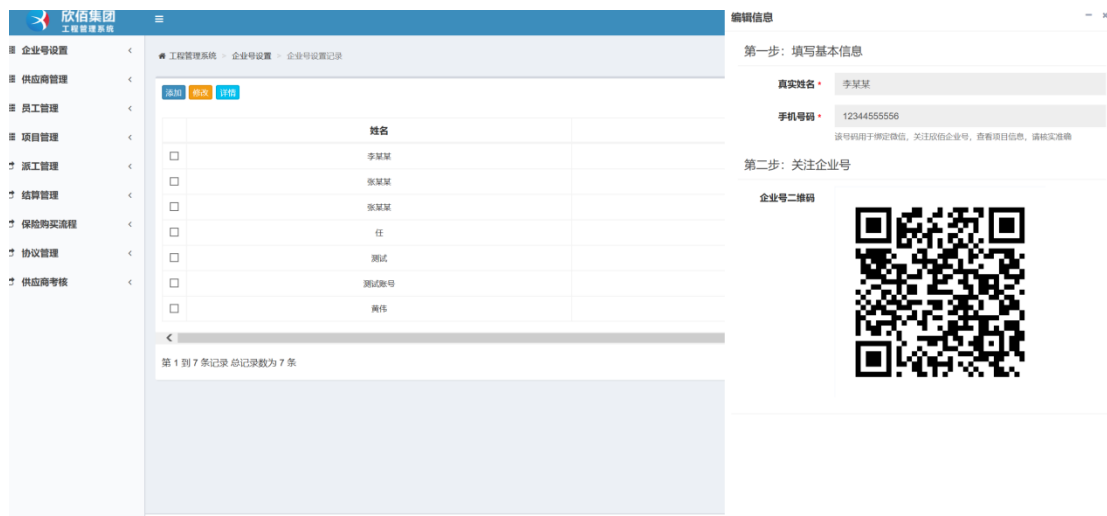 欣佰集团
工程管理系统
企业号设置
供应商管理
员工管理
项目管理
派工管理
结算管理
保险购买流程
协议管理
供应商考核
工程管理系统 > 企业号设置 > 企业号设置记录
添加 修改 详情
姓名
李某某
张某某
张某某
任
测试
测试账号
黄伟
第 1 到 7 条记录 总记录数为 7 条
编辑信息
第一步：填写基本信息
真实姓名 * 李某某
手机号码 * 12344555556
该号码用于绑定微信，关注欣佰企业号，查看项目信息，请核实准确
第二步：关注企业号
企业号二维码